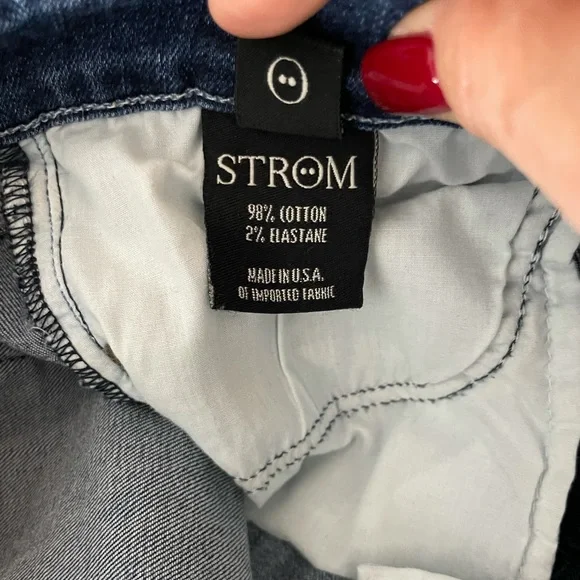 STROM
98% COTTON
2% ELASTANE
MADE IN U.S.A.
OF IMPORTED FABRIC